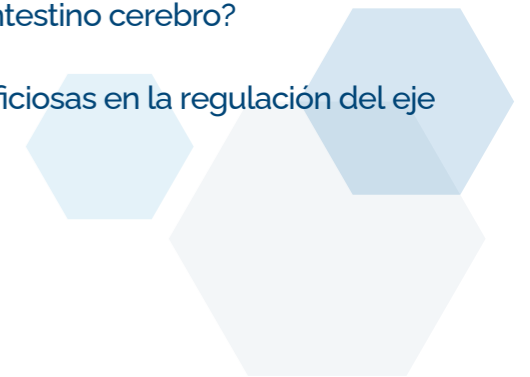 ntestino cerebro?
ficiosas en la regulación del eje